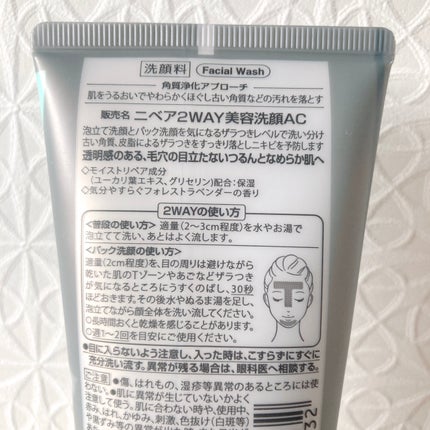 洗顔料 Facial Wash
角質浄化アプローチ
肌をうるおいでやわらかくほぐし古い角質などの汚れを落とす
販売名 ニベア2WAY美容洗顔AC
泡立て洗顔とパック洗顔を気になるザラつきレベルで洗い分け
古い角質、皮脂によるザラつきをすっきり落としニキビを予防します
透明感のある、毛穴の目立たないつるんとなめらか肌へ
◇モイストリペア成分
(ユーカリ葉エキス、グリセリン)配合:保湿
◇気分やすらぐフォレストラベンダーの香り
2WAYの使い方
<普段の使い方> 適量(2〜3cm程度)を水やお湯で
泡立てて洗い、あとはよく流します。
<パック洗顔の使い方>
適量(2cm程度)を、目の周りは避けながら
乾いた肌のTゾーンやあごなどザラつき
が気になるところにうすくのばし、30秒
ほどおきます。その後水やぬるま湯を足し、
泡立てながら顔全体を洗い流してください。
○長時間おくと乾燥を感じることがあります。
○週1〜2回を目安にご使用ください。
T
●目に入らないよう注意し、入った時は、こすらずにすぐに
充分洗い流す。異常が残る場合は、眼科医へ相談する。
ご注意 ●傷、はれもの、湿疹等異常のあるところには使
わない。●肌に異常が生じていないかよく
赤み、はれ、かゆみ、刺激、色抜け(白斑等)
32